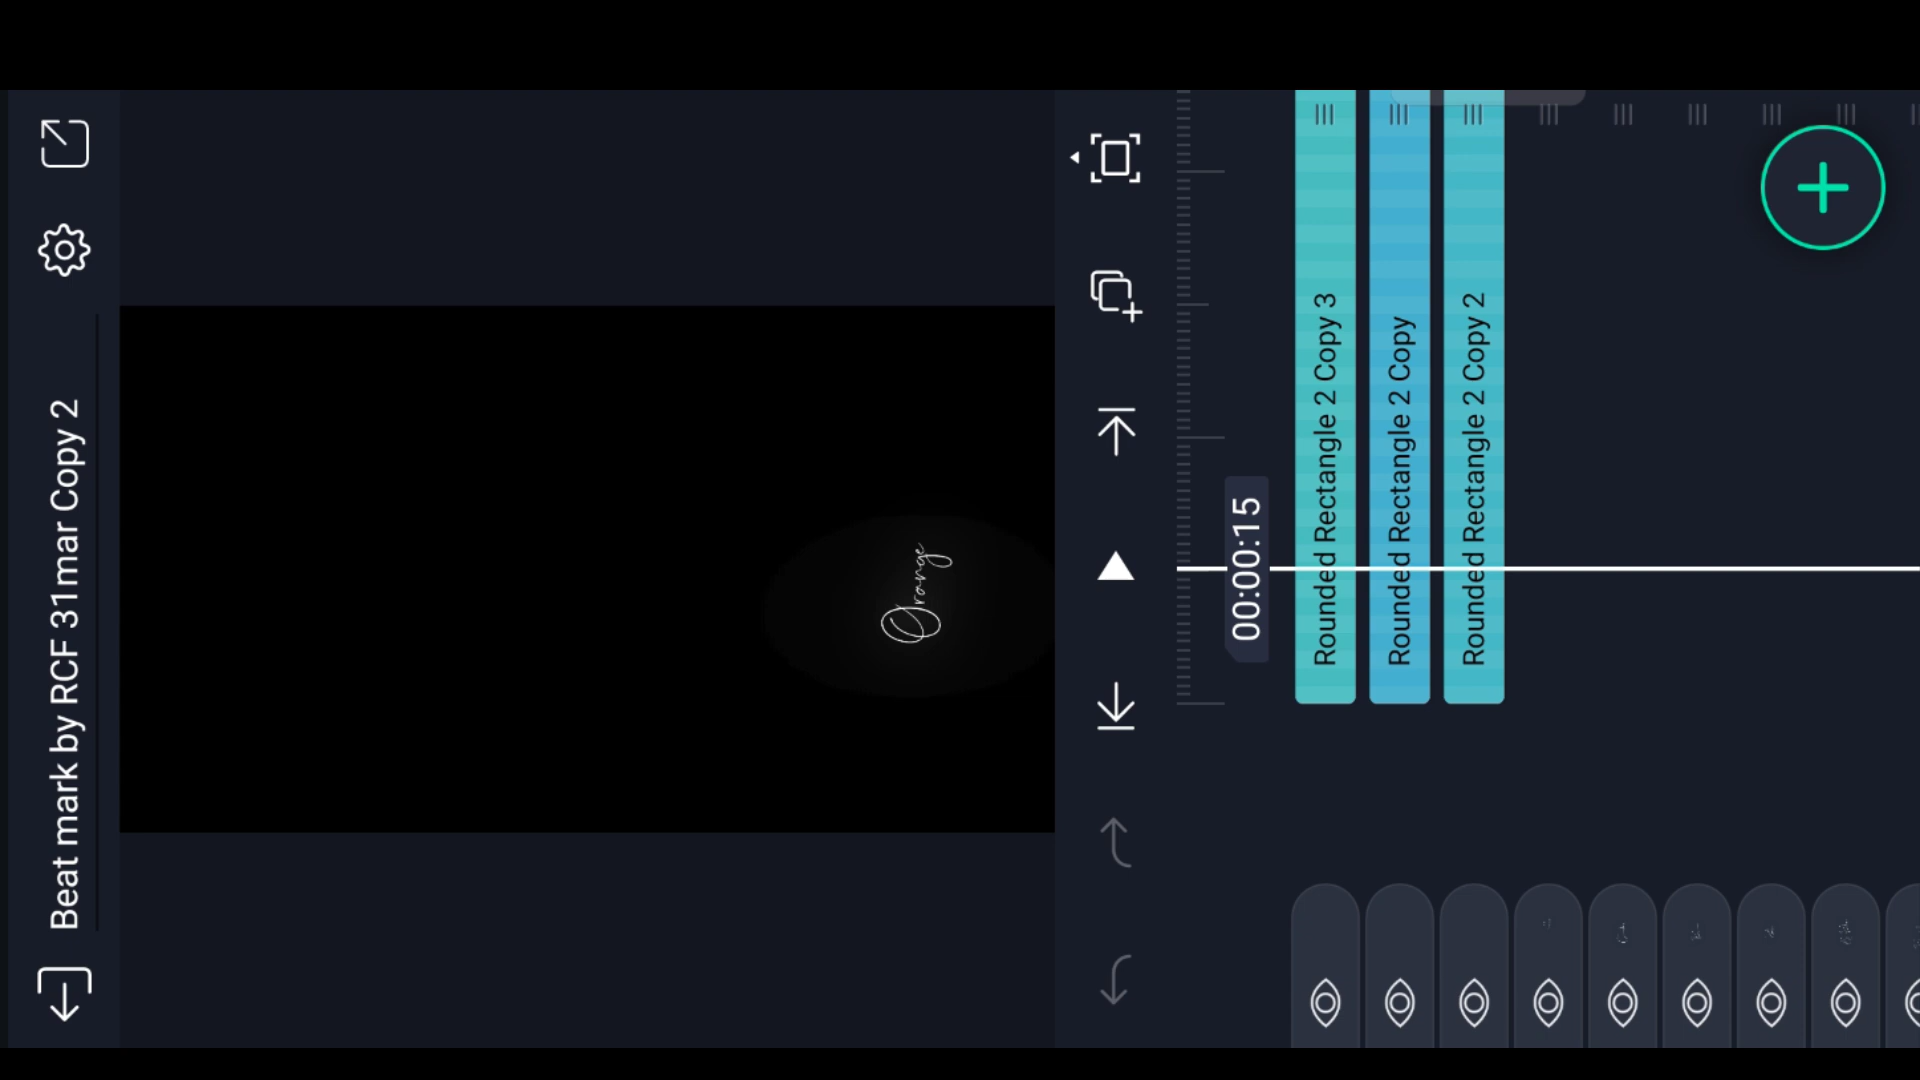 Beat mark by RCF 31mar Copy 2
Orange
00:00:15
Rounded Rectangle 2 Copy 3
Rounded Rectangle 2 Copy
Rounded Rectangle 2 Copy 2